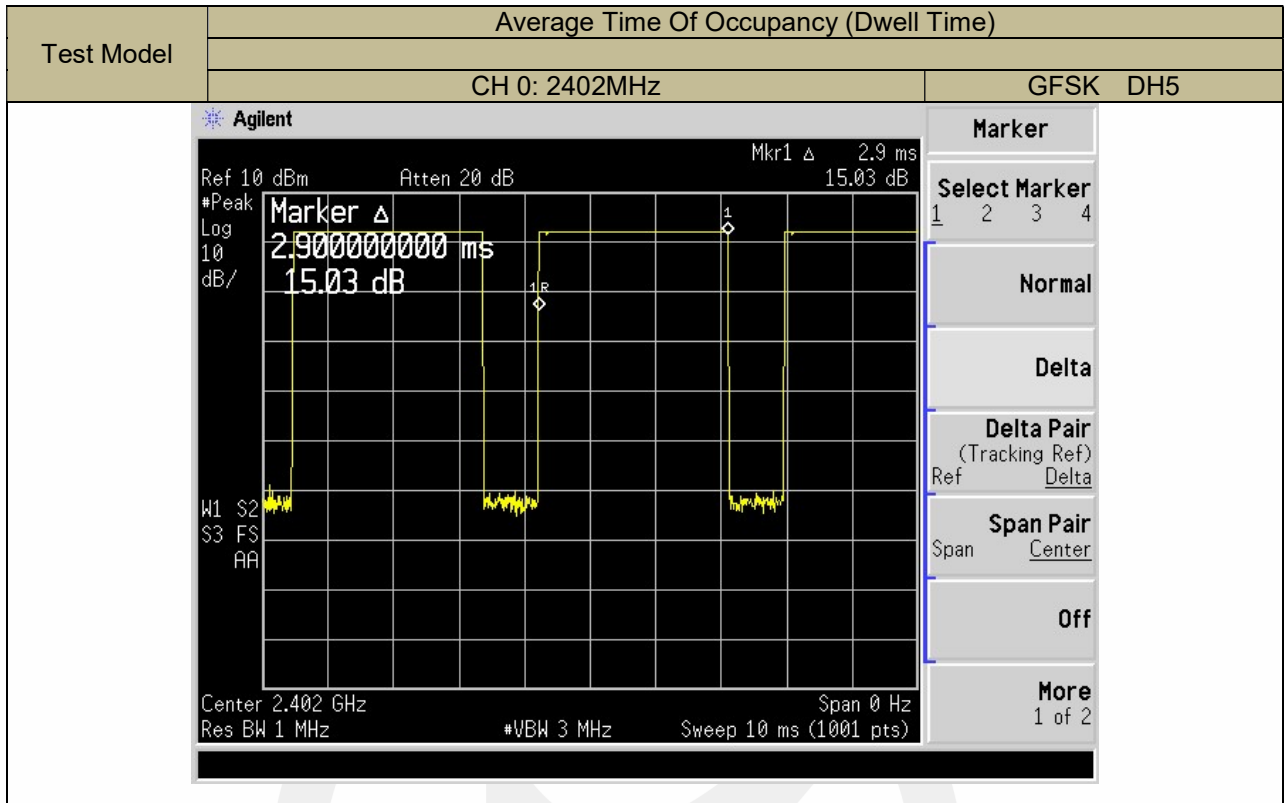 Test Model
Average Time Of Occupancy (Dwell Time)
CH 0: 2402MHz
GFSK DH5
Agilent
Mkr1 Δ 2.9 ms
Ref 10 dBm Atten 20 dB 15.03 dB
#Peak
Log
10
dB/
Marker Δ
2.900000000 ms
15.03 dB
1
1R
W1 S2
S3 FS
AA
Center 2.402 GHz Span 0 Hz
Res BW 1 MHz #VBW 3 MHz Sweep 10 ms (1001 pts)
Marker
Select Marker
1 2 3 4
Normal
Delta
Delta Pair
(Tracking Ref)
Ref Delta
Span Pair
Span Center
Off
More
1 of 2